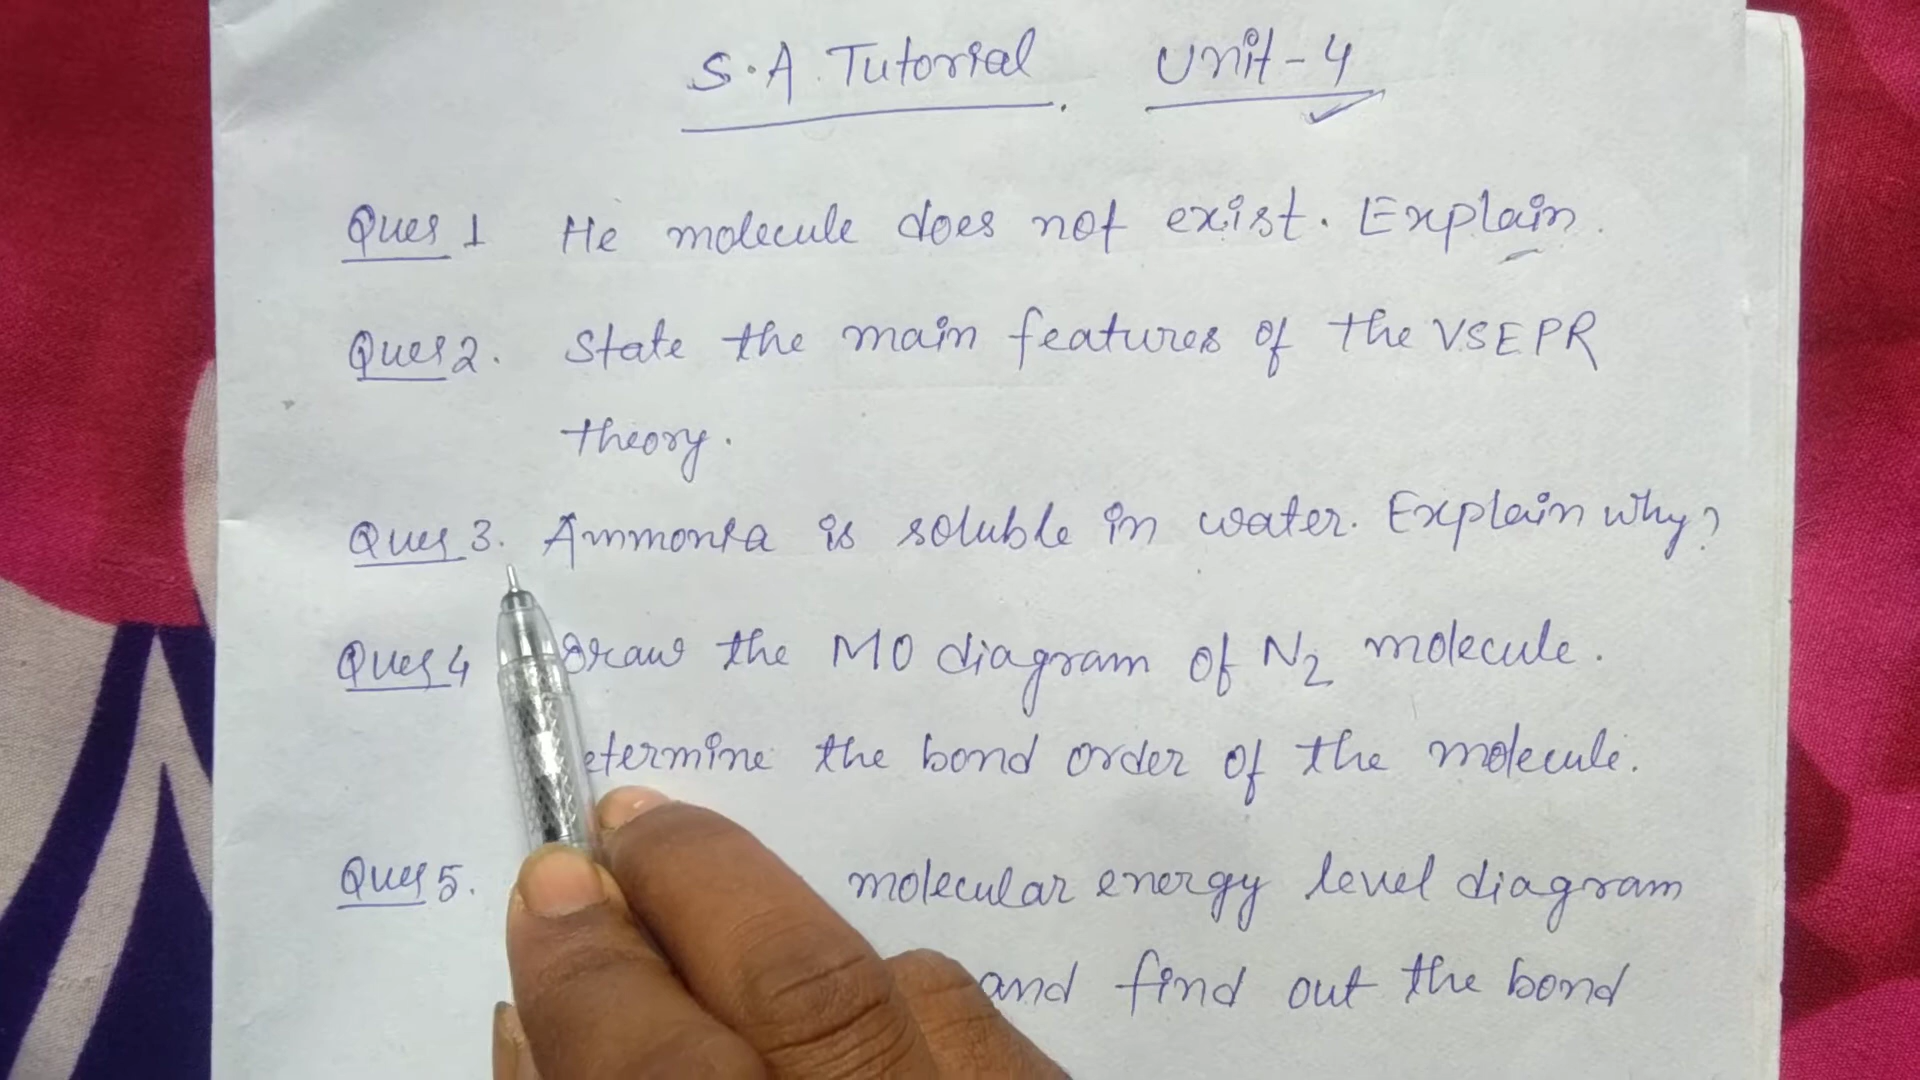 S.A. Tutorial. Unit-4
Ques 1 He molecule does not exist. Explain.
Ques 2. State the main features of the VSEPR
theory.
Ques 3. Ammonia is soluble in water. Explain why?
Ques 4 Draw the MO diagram of N2 molecule.
etermine the bond order of the molecule.
Ques 5. molecular energy level diagram
and find out the bond